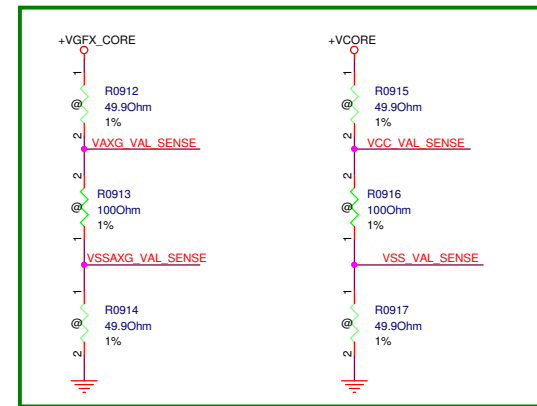 +VGFX_CORE
1
R0912
@
49.9Ohm
1%
2
VAXG_VAL_SENSE
2
R0913
@
100Ohm
1%
1
VSSAXG_VAL_SENSE
1
R0914
@
49.9Ohm
1%
2
+VCORE
1
R0915
@
49.9Ohm
1%
2
VCC_VAL_SENSE
2
R0916
@
100Ohm
1%
1
VSS_VAL_SENSE
1
R0917
@
49.9Ohm
1%
2